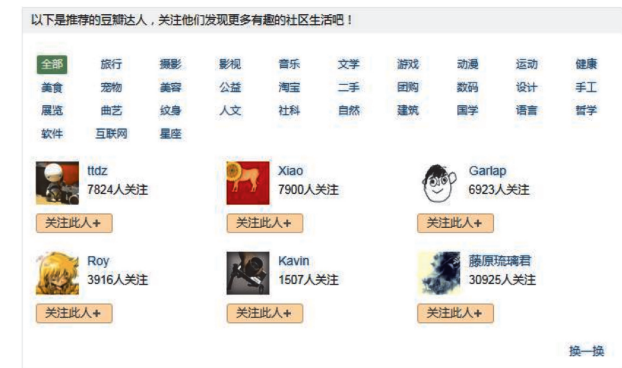 以下是推荐的豆瓣达人，关注他们发现更多有趣的社区生活吧！
全部 旅行 摄影 影视 音乐 文学 游戏 动漫 运动 健康
美食 宠物 美容 公益 淘宝 二手 团购 数码 设计 手工
展览 曲艺 纹身 人文 社科 自然 建筑 国学 语言 哲学
软件 互联网 星座
ttdz Xiao Garlap
7824人关注 7900人关注 6923人关注
关注此人+ 关注此人+ 关注此人+
Roy Kavin 藤原琉璃君
3916人关注 1507人关注 30925人关注
关注此人+ 关注此人+ 关注此人+
换一换